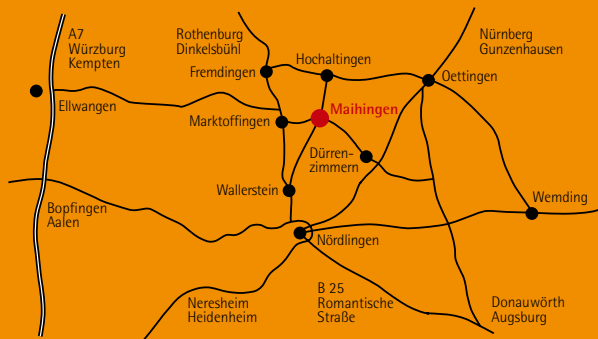 A7
Würzburg
Kempten
Rothenburg
Dinkelsbühl
Nürnberg
Gunzenhausen
Hochaltingen
Fremdingen
Oettingen
Ellwangen
Maihingen
Marktoffingen
Dürren-
zimmern
Wallerstein
Wemding
Bopfingen
Aalen
Nördlingen
Neresheim
Heidenheim
B 25
Romantische
Straße
Donauwörth
Augsburg